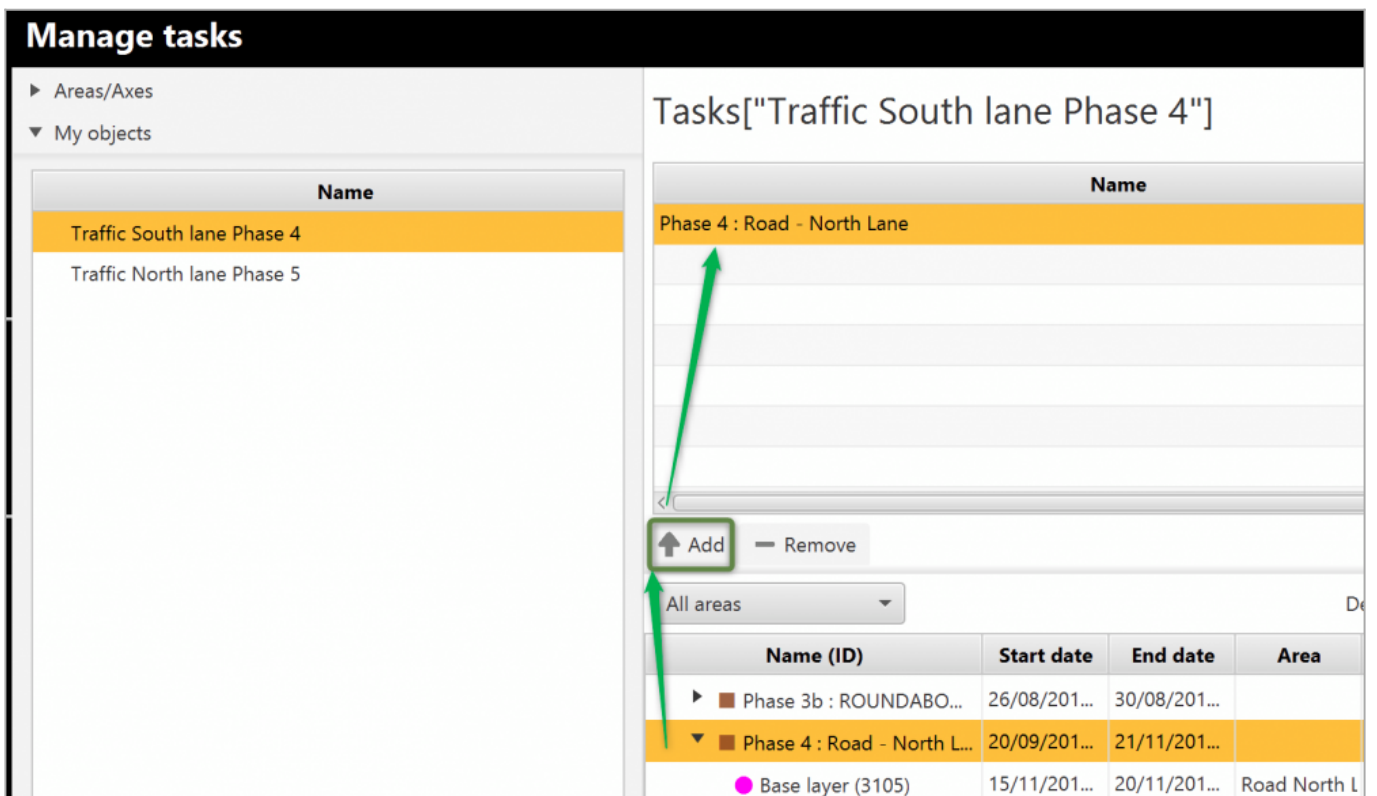 Manage tasks
Areas/Axes
My objects
Name
Traffic South lane Phase 4
Traffic North lane Phase 5
Tasks["Traffic South lane Phase 4"]
Name
Phase 4 : Road - North Lane
Add
Remove
All areas
De
Name (ID) Start date End date Area
Phase 3b : ROUNDABO... 26/08/201... 30/08/201...
Phase 4 : Road - North L... 20/09/201... 21/11/201...
Base layer (3105) 15/11/201... 20/11/201... Road North L